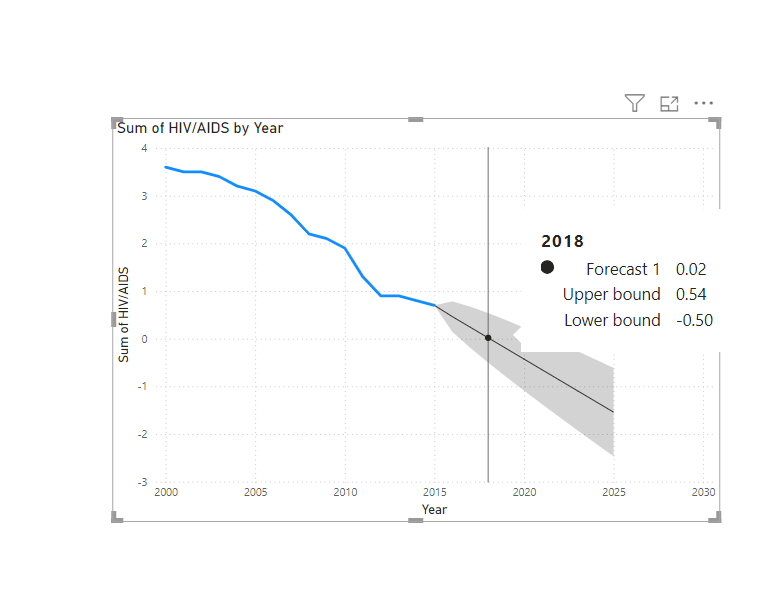 Sum of HIV/AIDS by Year
4
3
2
1
0
-1
-2
-3
Sum of HIV/AIDS
2018
Forecast 1 0.02
Upper bound 0.54
Lower bound -0.50
2000 2005 2010 2015 2020 2025 2030
Year